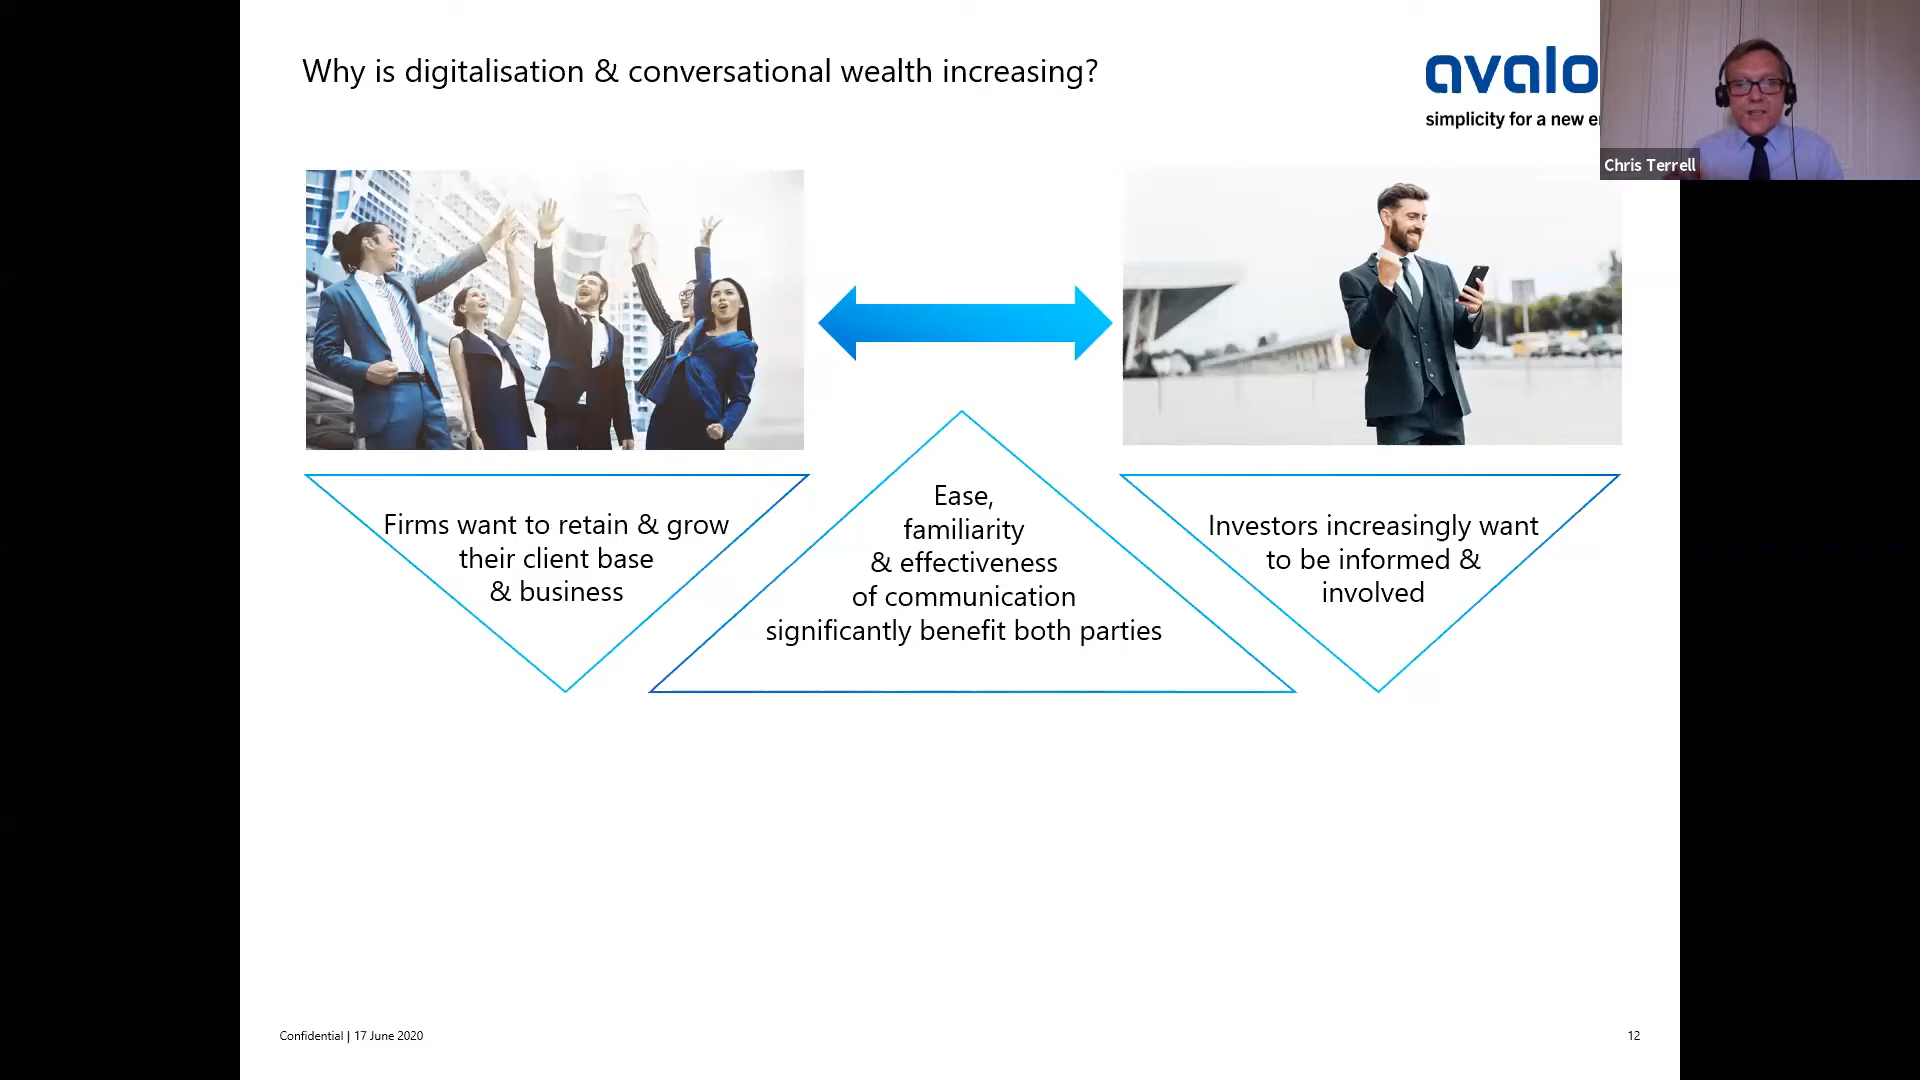 Why is digitalisation & conversational wealth increasing?
avalo
simplicity for a new e
Chris Terrell
Firms want to retain & grow
their client base
& business
Ease,
familiarity
& effectiveness
of communication
significantly benefit both parties
Investors increasingly want
to be informed &
involved
Confidential | 17 June 2020
12